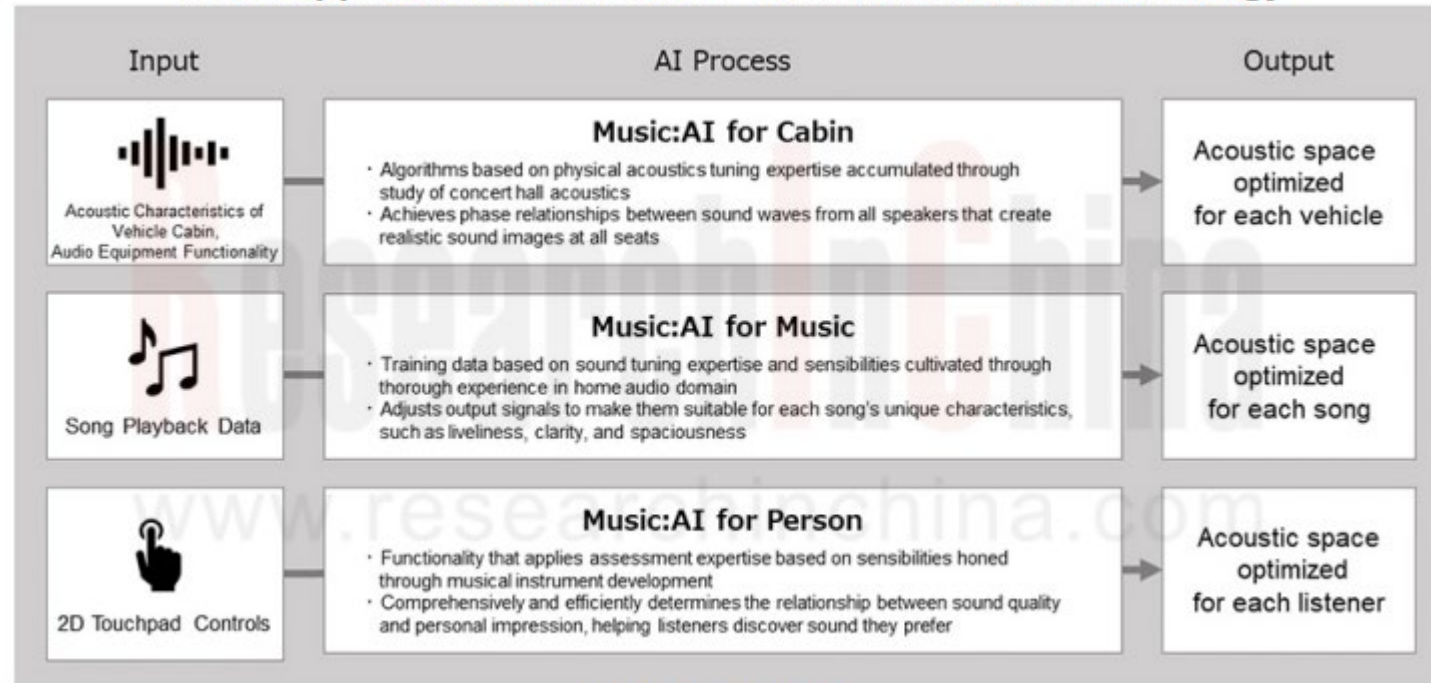 Input
AI Process
Output
Acoustic Characteristics of
Vehicle Cabin,
Audio Equipment Functionality
Music:AI for Cabin
· Algorithms based on physical acoustics tuning expertise accumulated through
study of concert hall acoustics
· Achieves phase relationships between sound waves from all speakers that create
realistic sound images at all seats
Acoustic space
optimized
for each vehicle
Song Playback Data
Music:AI for Music
· Training data based on sound tuning expertise and sensibilities cultivated through
thorough experience in home audio domain
· Adjusts output signals to make them suitable for each song's unique characteristics,
such as liveliness, clarity, and spaciousness
Acoustic space
optimized
for each song
2D Touchpad Controls
Music:AI for Person
· Functionality that applies assessment expertise based on sensibilities honed
through musical instrument development
· Comprehensively and efficiently determines the relationship between sound quality
and personal impression, helping listeners discover sound they prefer
Acoustic space
optimized
for each listener
ResearchInChina
www.researchinchina.com